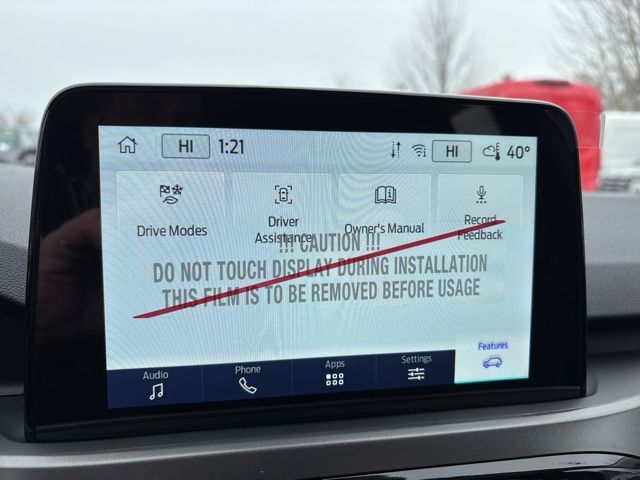 HI 1:21 HI 40°
Drive Modes
Driver
Assistance
Owner's Manual
Record
Feedback
!!! CAUTION !!!
DO NOT TOUCH DISPLAY DURING INSTALLATION
THIS FILM IS TO BE REMOVED BEFORE USAGE
Audio
Phone
Apps
Settings
Features